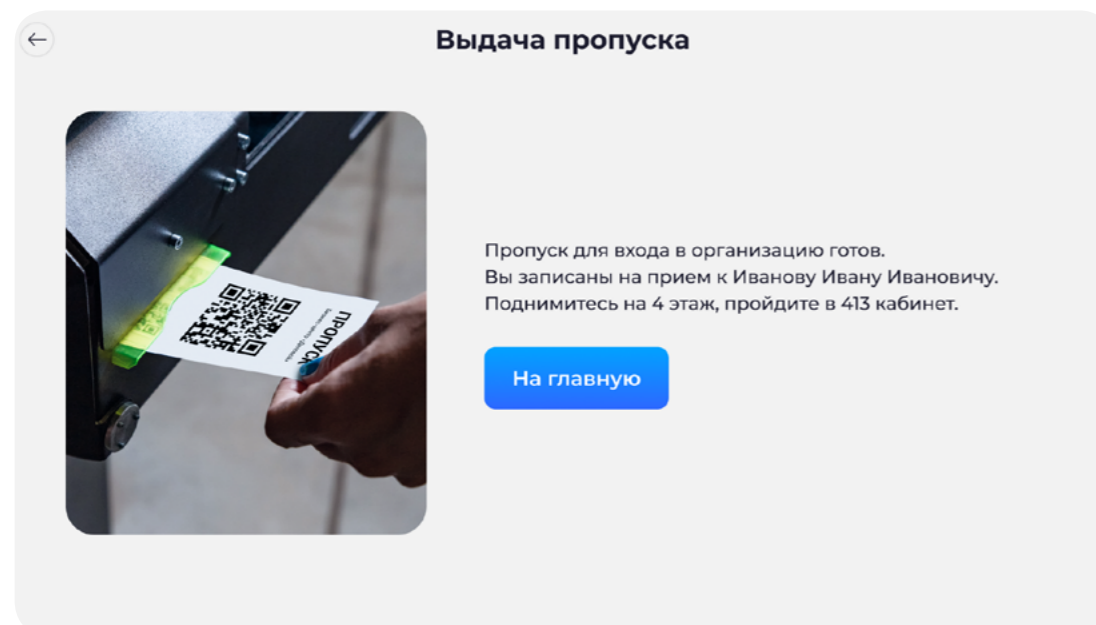 Выдача пропуска
ПРОПУСК
Пропуск для входа в организацию готов.
Вы записаны на прием к Иванову Ивану Ивановичу.
Поднимитесь на 4 этаж, пройдите в 413 кабинет.
На главную